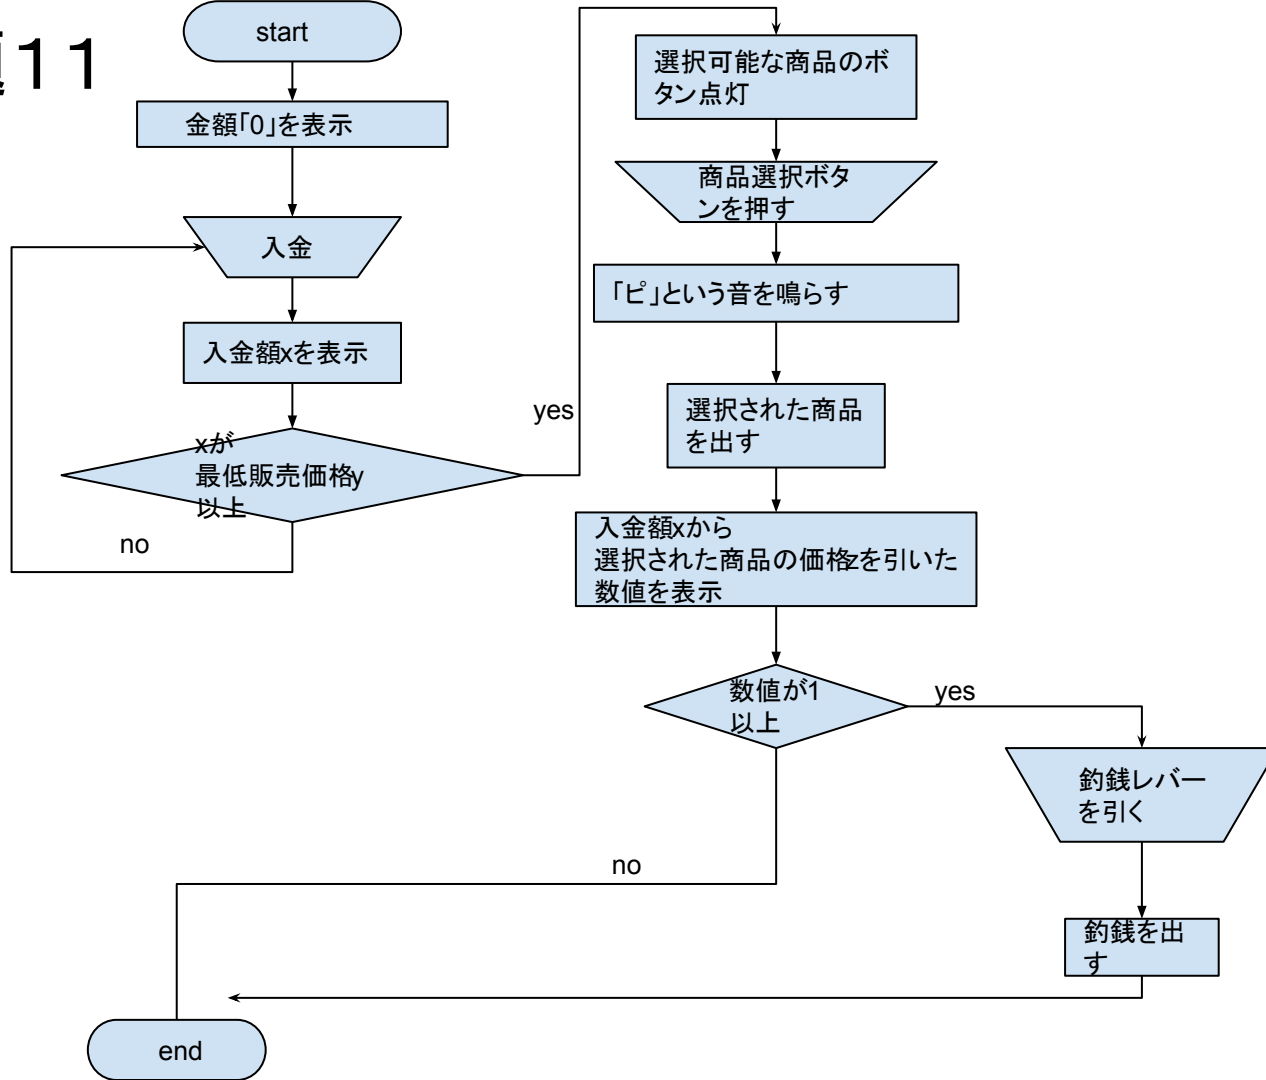 11
start
金額「0」を表示
入金
入金額xを表示
xが
最低販売価格y
以上
no
yes
選択可能な商品のボ
タン点灯
商品選択ボタ
ンを押す
「ピ」という音を鳴らす
選択された商品
を出す
入金額xから
選択された商品の価格zを引いた
数値を表示
数値が1
以上
yes
no
釣銭レバー
を引く
釣銭を出
す
end